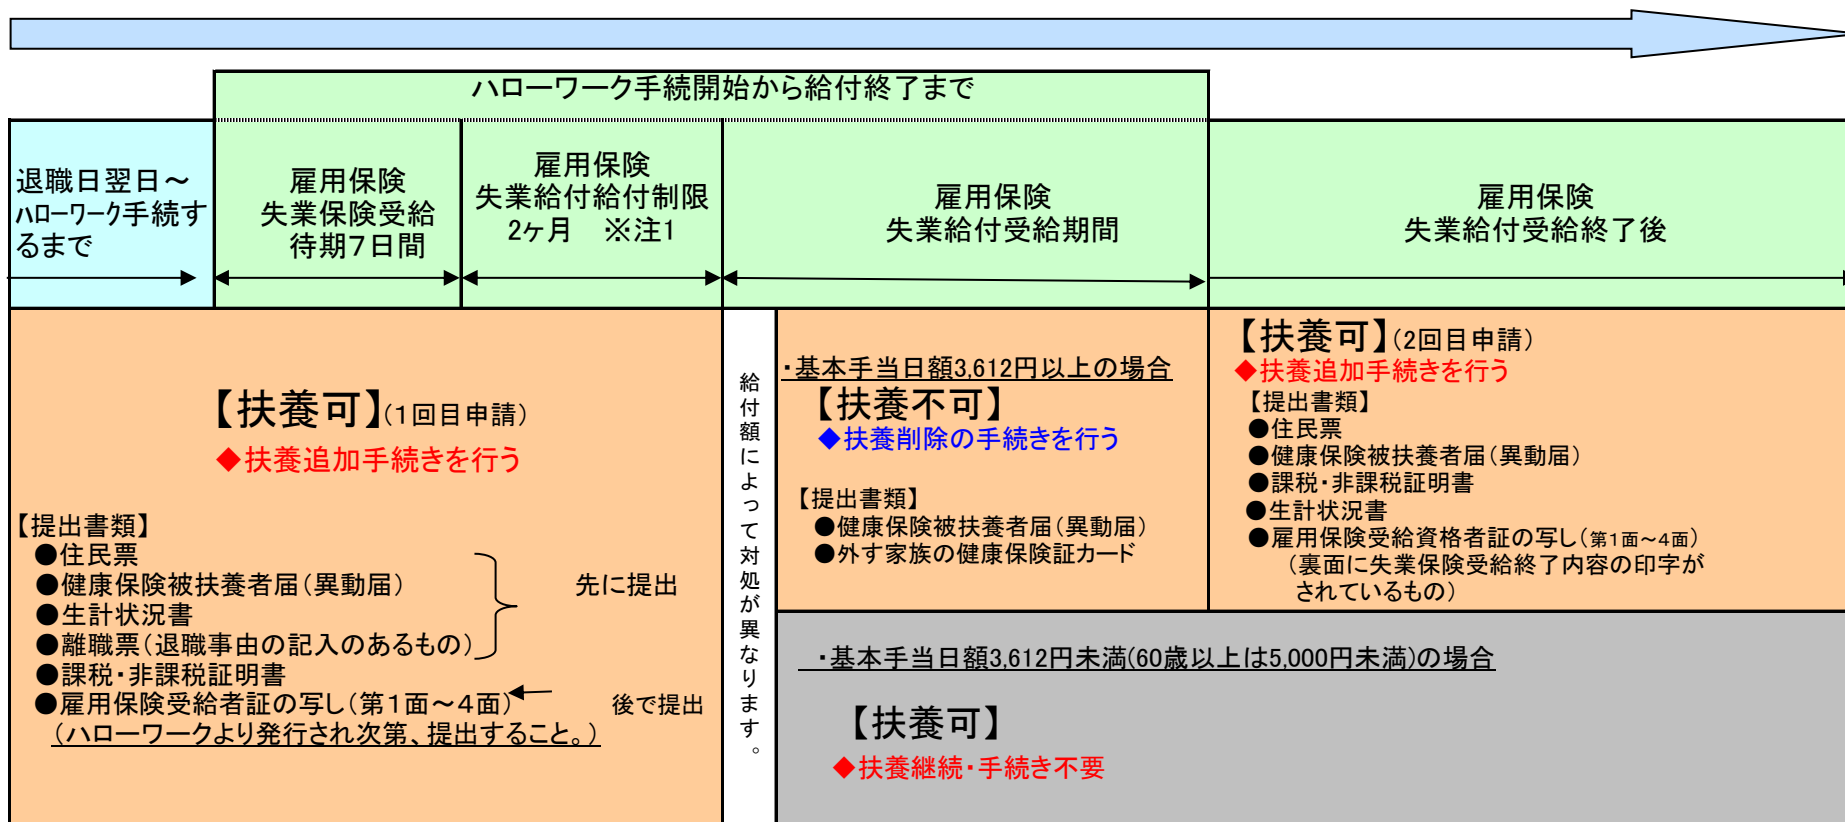 ハローワーク手続開始から給付終了まで
退職日翌日～
ハローワーク手続す
るまで
雇用保険
失業保険受給
待期7日間
雇用保険
失業給付給付制限
2ヶ月　※注1
雇用保険
失業給付受給期間
雇用保険
失業給付受給終了後
【扶養可】(1回目申請)
◆扶養追加手続きを行う
【提出書類】
●住民票
●健康保険被扶養者届(異動届)
●生計状況書
●離職票(退職事由の記入のあるもの)
先に提出
●課税・非課税証明書
●雇用保険受給者証の写し(第1面～4面)
後で提出
(ハローワークより発行され次第、提出すること。)
給付額によって対処が異なります。
・基本手当日額3,612円以上の場合
【扶養不可】
◆扶養削除の手続きを行う
【提出書類】
●健康保険被扶養者届(異動届)
●外す家族の健康保険証カード
【扶養可】(2回目申請)
◆扶養追加手続きを行う
【提出書類】
●住民票
●健康保険被扶養者届(異動届)
●課税・非課税証明書
●生計状況書
●雇用保険受給資格者証の写し(第1面～4面)
(裏面に失業保険受給終了内容の印字が
されているもの)
・基本手当日額3,612円未満(60歳以上は5,000円未満)の場合
【扶養可】
◆扶養継続・手続き不要